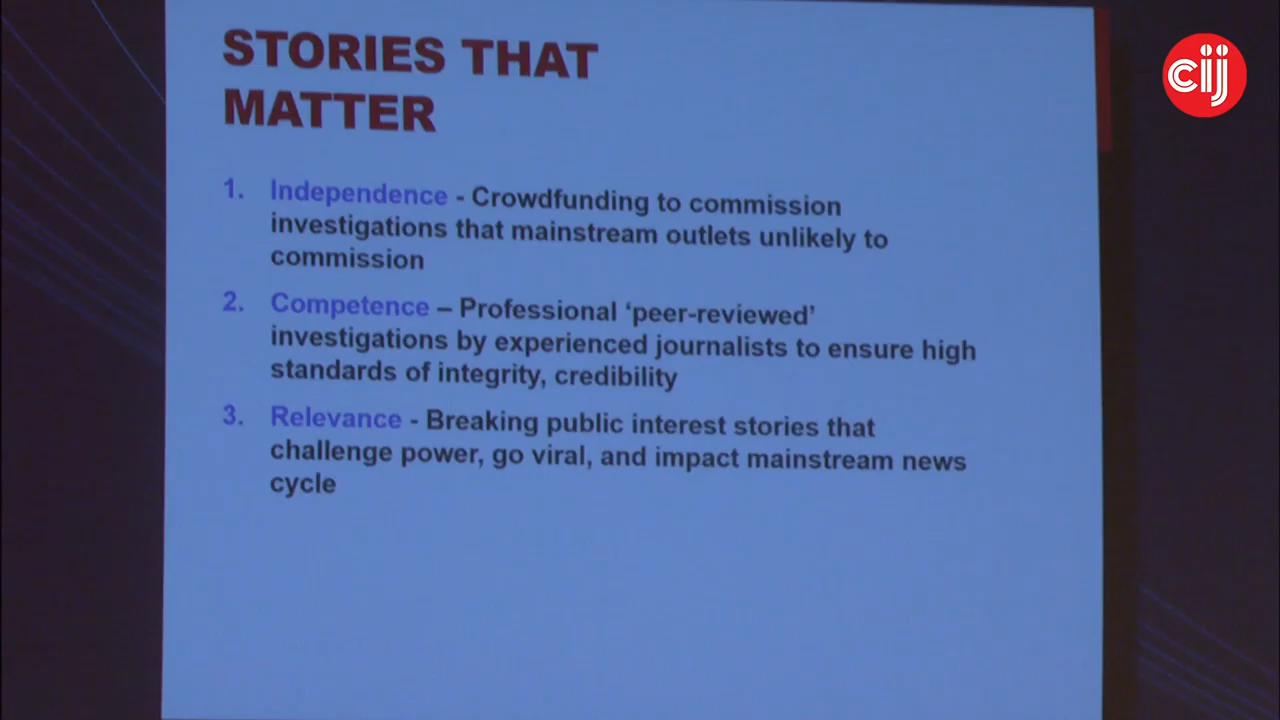 STORIES THAT
MATTER
cij
1. Independence - Crowdfunding to commission
investigations that mainstream outlets unlikely to
commission
2. Competence – Professional ‘peer-reviewed’
investigations by experienced journalists to ensure high
standards of integrity, credibility
3. Relevance - Breaking public interest stories that
challenge power, go viral, and impact mainstream news
cycle